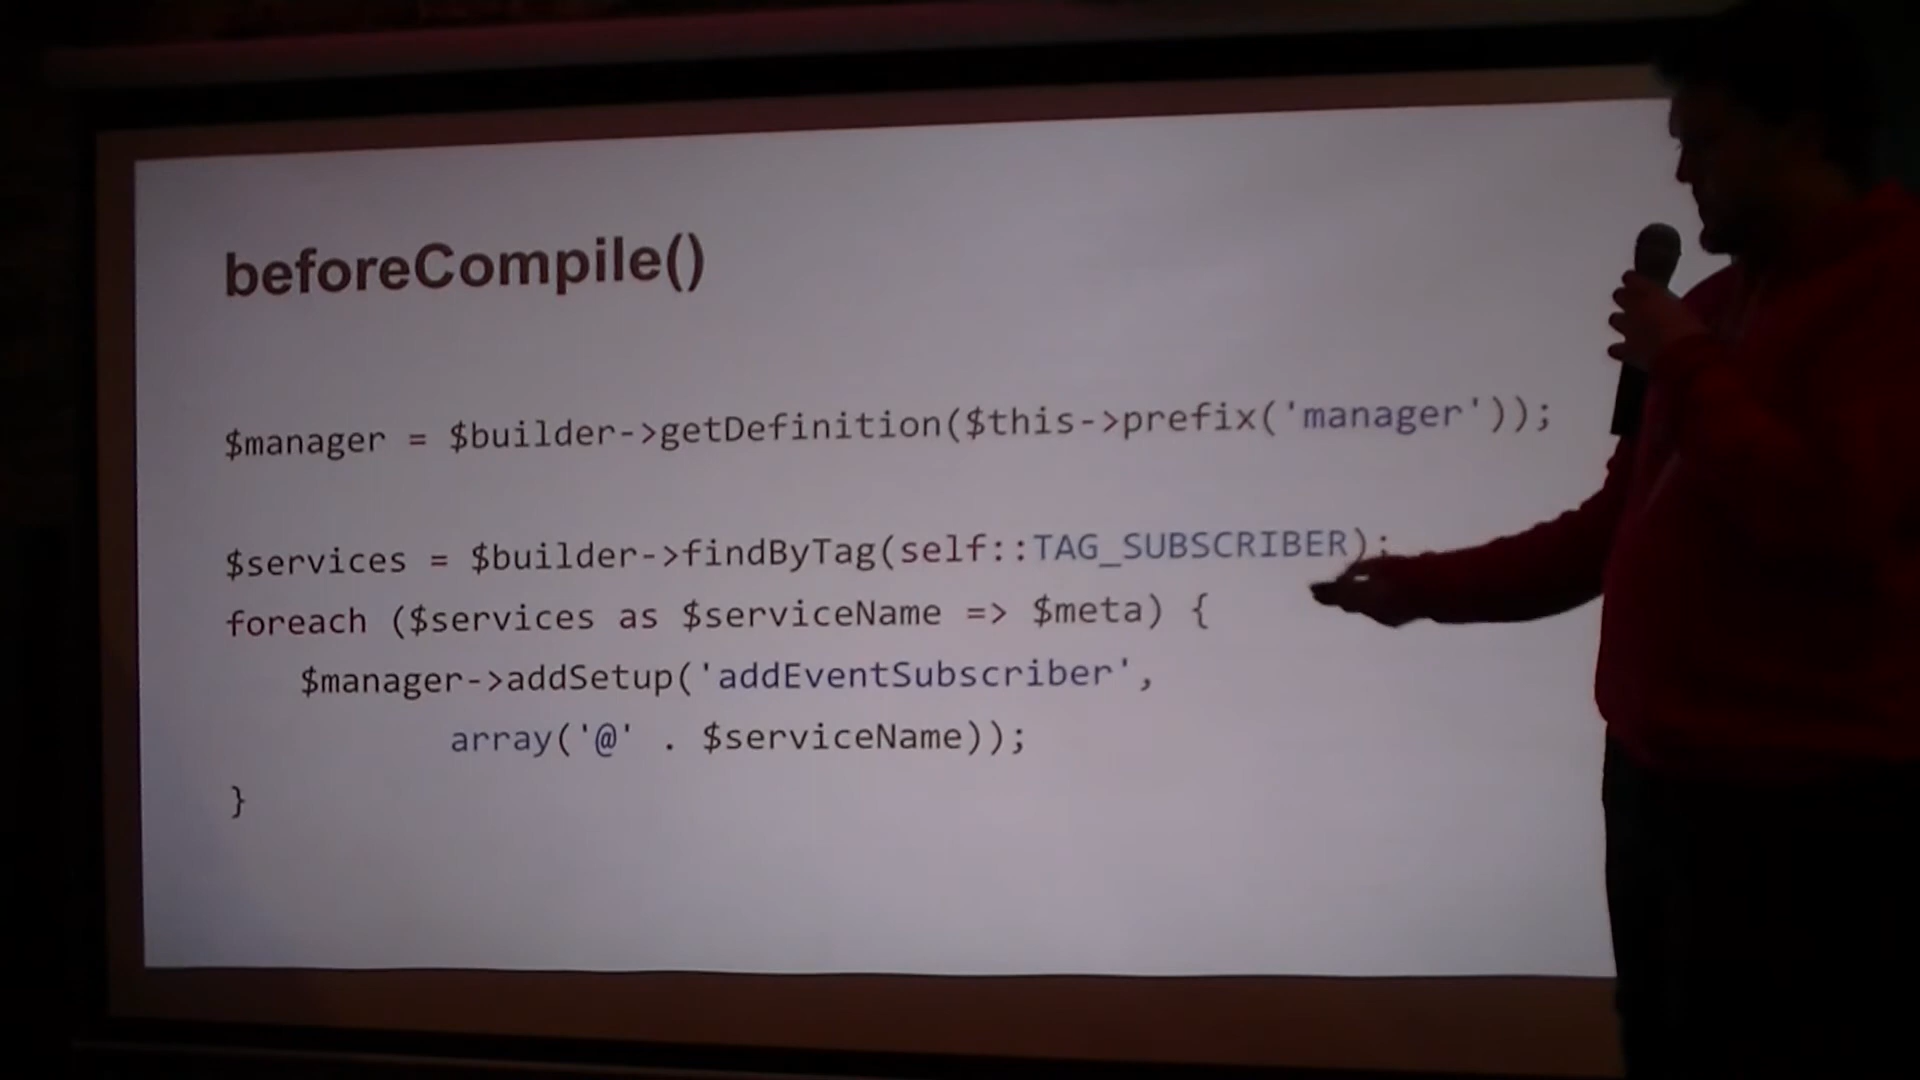 beforeCompile()
$manager = $builder->getDefinition($this->prefix('manager'));
$services = $builder->findByTag(self::TAG_SUBSCRIBER);
foreach ($services as $serviceName => $meta) {
$manager->addSetup('addEventSubscriber',
array('@' . $serviceName));
}